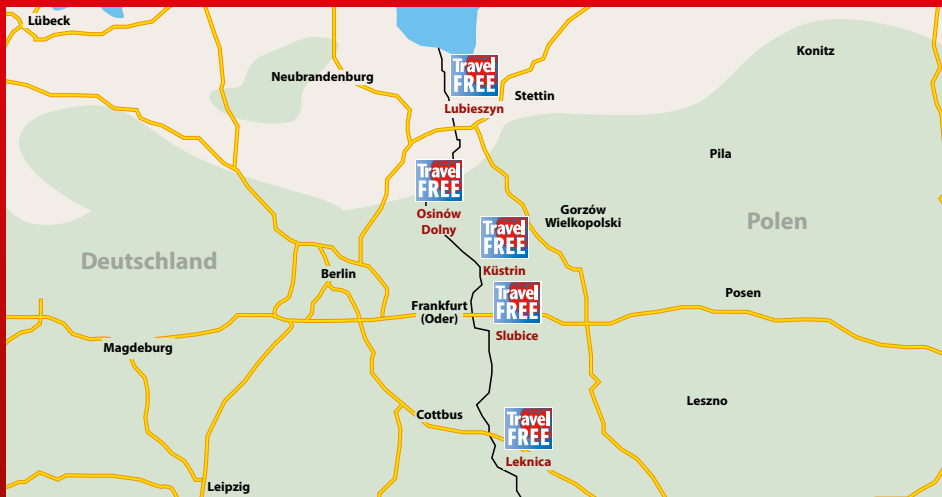 Lübeck
Konitz
Neubrandenburg
Travel
FREE
Lubieszyn
Stettin
Pila
Travel
FREE
Osinów
Dolny
Gorzów
Wielkopolski
Polen
Travel
FREE
Küstrin
Deutschland
Berlin
Travel
FREE
Slubice
Frankfurt
(Oder)
Posen
Magdeburg
Leszno
Cottbus
Travel
FREE
Leknica
Leipzig